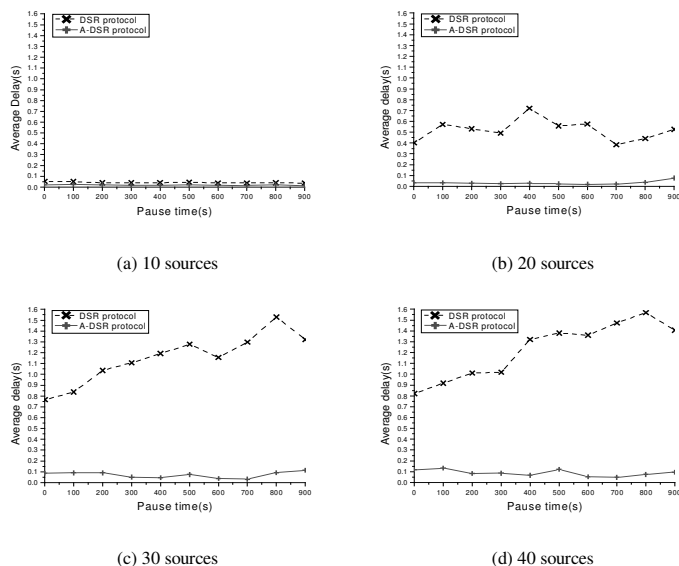 DSR protocol
A-DSR protocol
Average Delay(s)
1.6
1.5
1.4
1.3
1.2
1.1
1.0
0.9
0.8
0.7
0.6
0.5
0.4
0.3
0.2
0.1
0.0
0 100 200 300 400 500 600 700 800 900
Pause time(s)
(a) 10 sources
DSR protocol
A-DSR protocol
Average delay(s)
1.6
1.5
1.4
1.3
1.2
1.1
1.0
0.9
0.8
0.7
0.6
0.5
0.4
0.3
0.2
0.1
0.0
0 100 200 300 400 500 600 700 800 900
Pause time(s)
(b) 20 sources
DSR protocol
A-DSR protocol
Average delay(s)
1.6
1.5
1.4
1.3
1.2
1.1
1.0
0.9
0.8
0.7
0.6
0.5
0.4
0.3
0.2
0.1
0.0
0 100 200 300 400 500 600 700 800 900
Pause time(s)
(c) 30 sources
DSR protocol
A-DSR protocol
Average delay(s)
1.6
1.5
1.4
1.3
1.2
1.1
1.0
0.9
0.8
0.7
0.6
0.5
0.4
0.3
0.2
0.1
0.0
0 100 200 300 400 500 600 700 800 900
Pause time(s)
(d) 40 sources